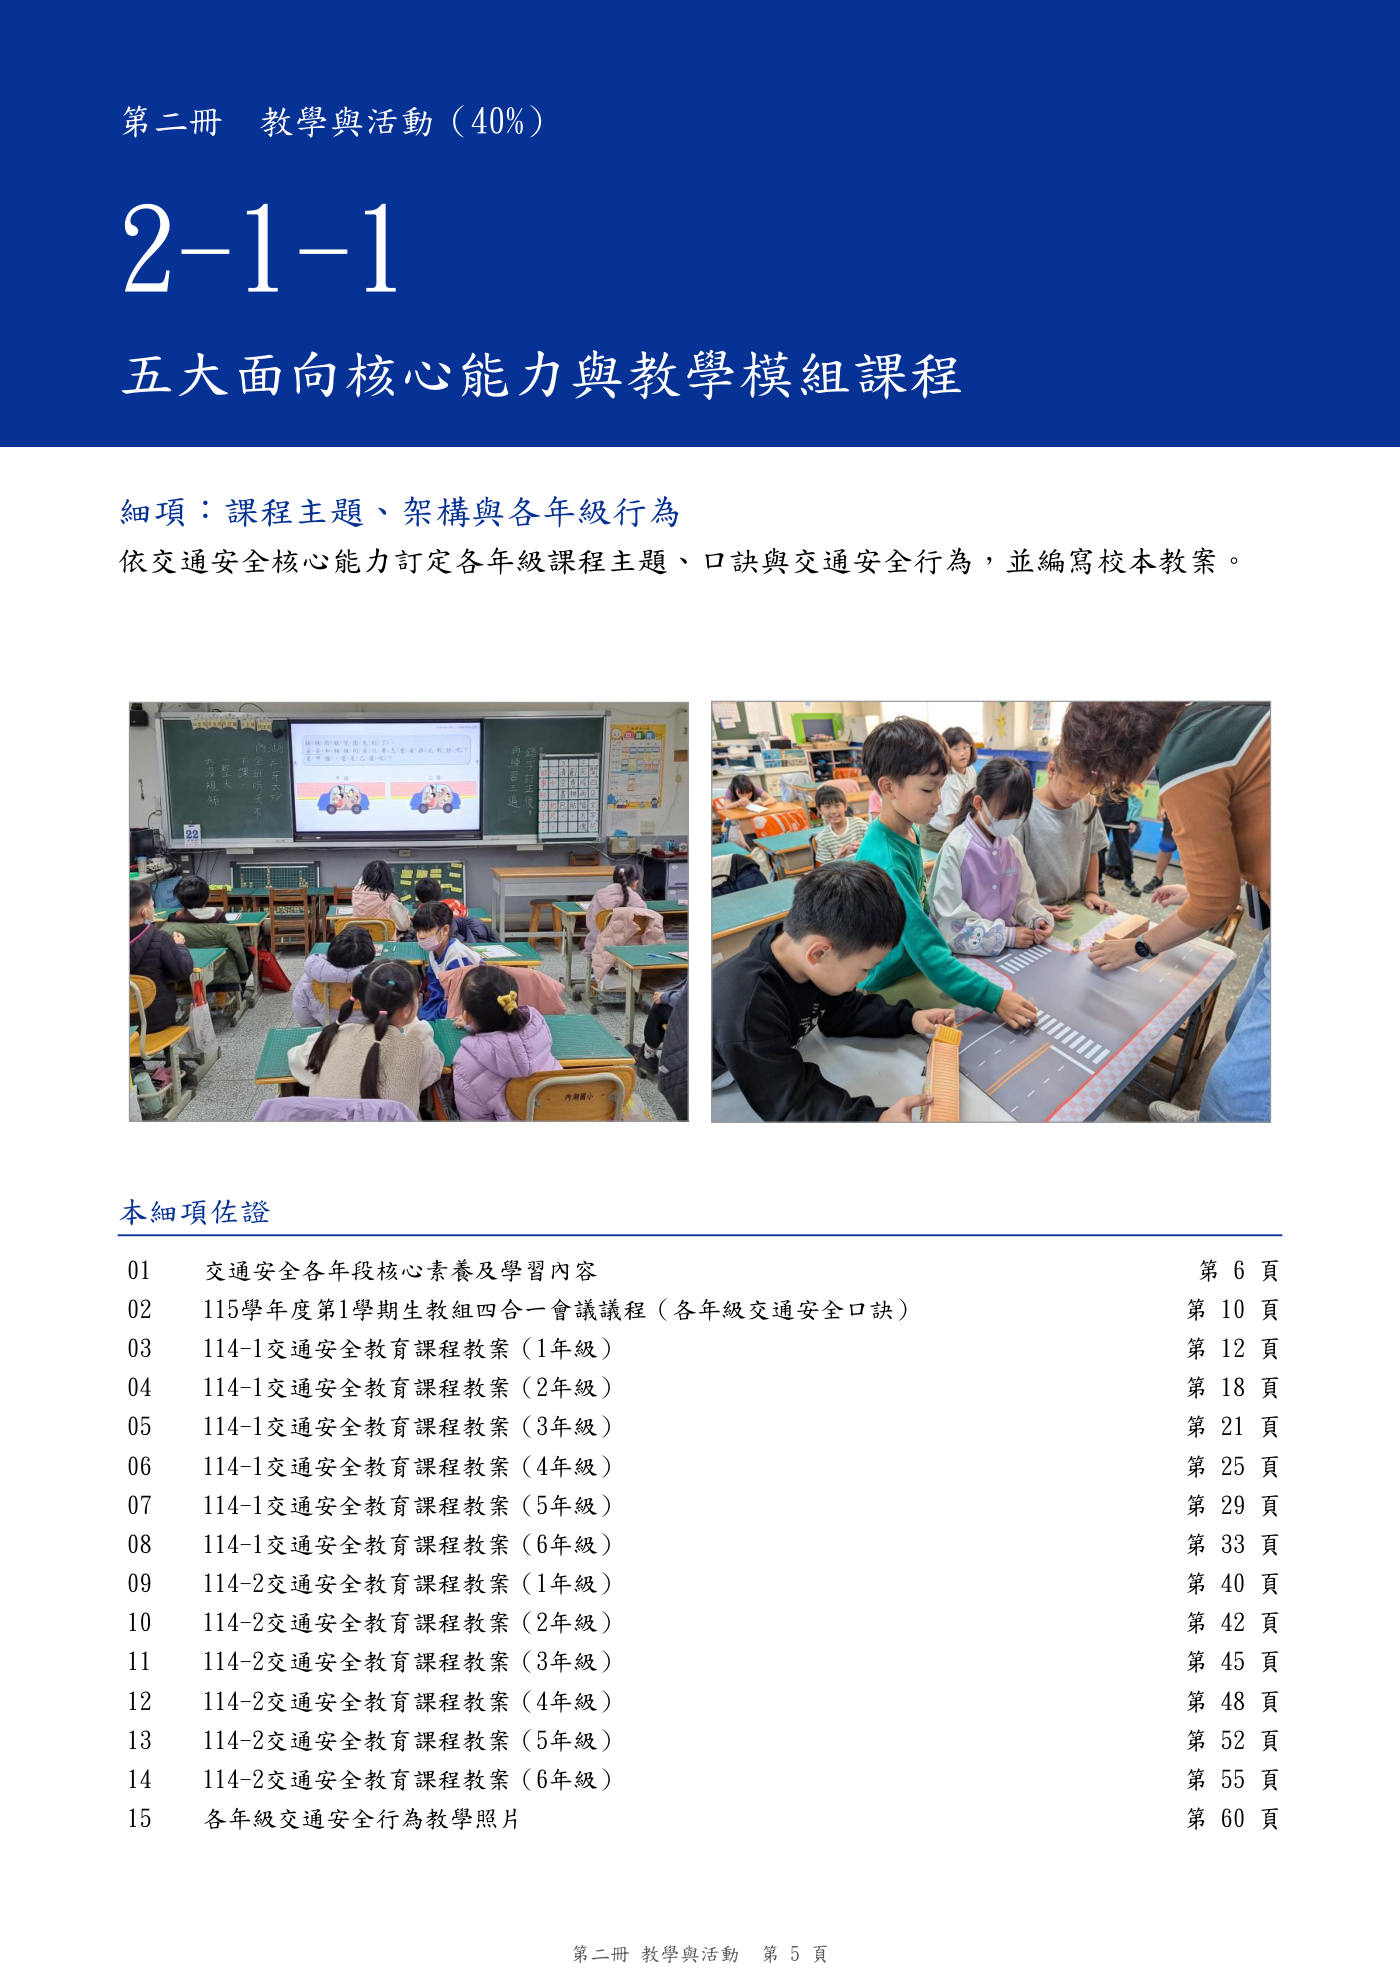 第二冊　教學與活動（40%）
2-1-1
五大面向核心能力與教學模組課程
細項：課程主題、架構與各年級行為
依交通安全核心能力訂定各年級課程主題、口訣與交通安全行為，並編寫校本教案。
22
內湖國小
本細項佐證
01 交通安全各年段核心素養及學習內容 第 6 頁
02 115學年度第1學期生教組四合一會議議程（各年級交通安全口訣） 第 10 頁
03 114-1交通安全教育課程教案（1年級） 第 12 頁
04 114-1交通安全教育課程教案（2年級） 第 18 頁
05 114-1交通安全教育課程教案（3年級） 第 21 頁
06 114-1交通安全教育課程教案（4年級） 第 25 頁
07 114-1交通安全教育課程教案（5年級） 第 29 頁
08 114-1交通安全教育課程教案（6年級） 第 33 頁
09 114-2交通安全教育課程教案（1年級） 第 40 頁
10 114-2交通安全教育課程教案（2年級） 第 42 頁
11 114-2交通安全教育課程教案（3年級） 第 45 頁
12 114-2交通安全教育課程教案（4年級） 第 48 頁
13 114-2交通安全教育課程教案（5年級） 第 52 頁
14 114-2交通安全教育課程教案（6年級） 第 55 頁
15 各年級交通安全行為教學照片 第 60 頁
第二冊 教學與活動　第 5 頁